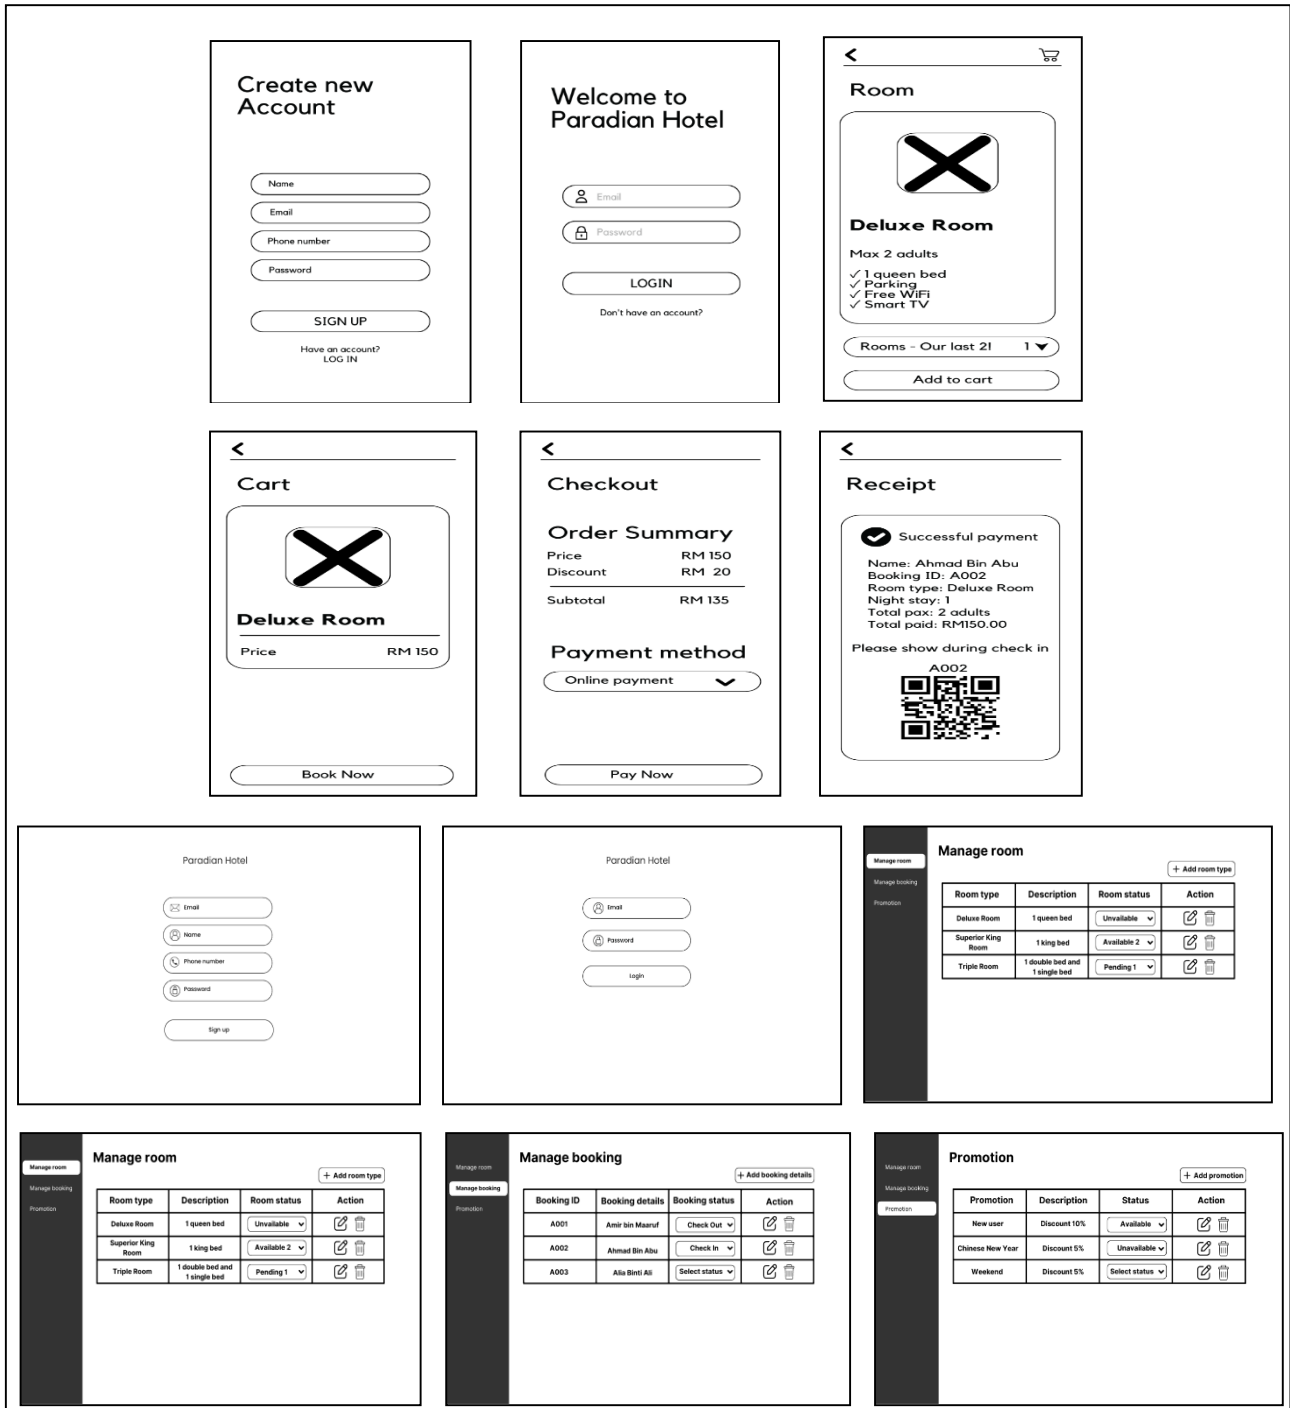 Create new
Account
Name
Email
Phone number
Password
SIGN UP
Have an account?
LOG IN
Welcome to
Paradian Hotel
Email
Password
LOGIN
Don't have an account?
Room
Deluxe Room
Max 2 adults
1 queen bed
Parking
Free WiFi
Smart TV
Rooms - Our last 2! 1
Add to cart
Cart
Deluxe Room
Price RM 150
Book Now
Checkout
Order Summary
Price RM 150
Discount RM 20
Subtotal RM 135
Payment method
Online payment
Pay Now
Receipt
Successful payment
Name: Ahmad Bin Abu
Booking ID: A002
Room type: Deluxe Room
Night stay: 1
Total pax: 2 adults
Total paid: RM150.00
Please show during check in
A002
Paradian Hotel
Email
Name
Phone number
Password
Sign up
Paradian Hotel
Email
Password
Login
Manage room
Manage booking
Promotion
Manage room
+ Add room type
Room type Description Room status Action
Deluxe Room 1 queen bed Unvailable
Superior King
Room 1 king bed Available 2
Triple Room 1 double bed and
1 single bed Pending 1
Manage room
Manage booking
Promotion
Manage room
+ Add room type
Room type Description Room status Action
Deluxe Room 1 queen bed Unvailable
Superior King
Room 1 king bed Available 2
Triple Room 1 double bed and
1 single bed Pending 1
Manage room
Manage booking
Promotion
Manage booking
+ Add booking details
Booking ID Booking details Booking status Action
A001 Amir bin Maaruf Check Out
A002 Ahmad Bin Abu Check In
A003 Alia Binti Ali Select status
Manage room
Manage booking
Promotion
Promotion
+ Add promotion
Promotion Description Status Action
New user Discount 10% Available
Chinese New Year Discount 5% Unavailable
Weekend Discount 5% Select status